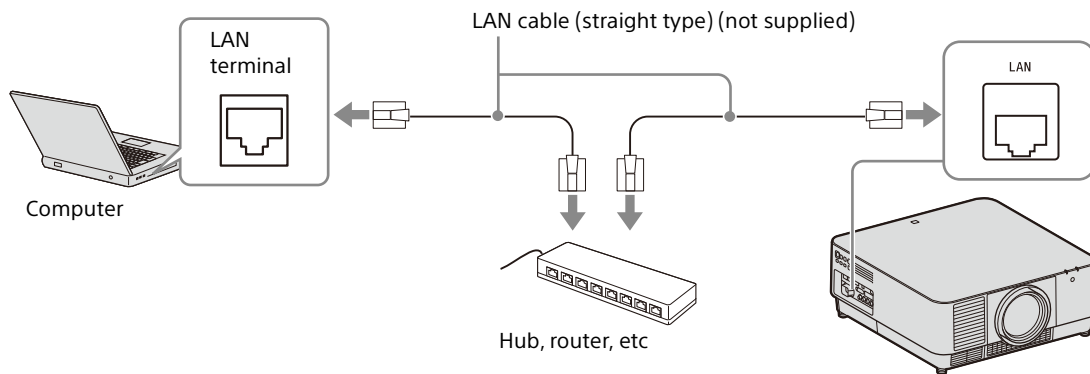 LAN cable (straight type) (not supplied)
LAN
terminal
LAN
Computer
Hub, router, etc